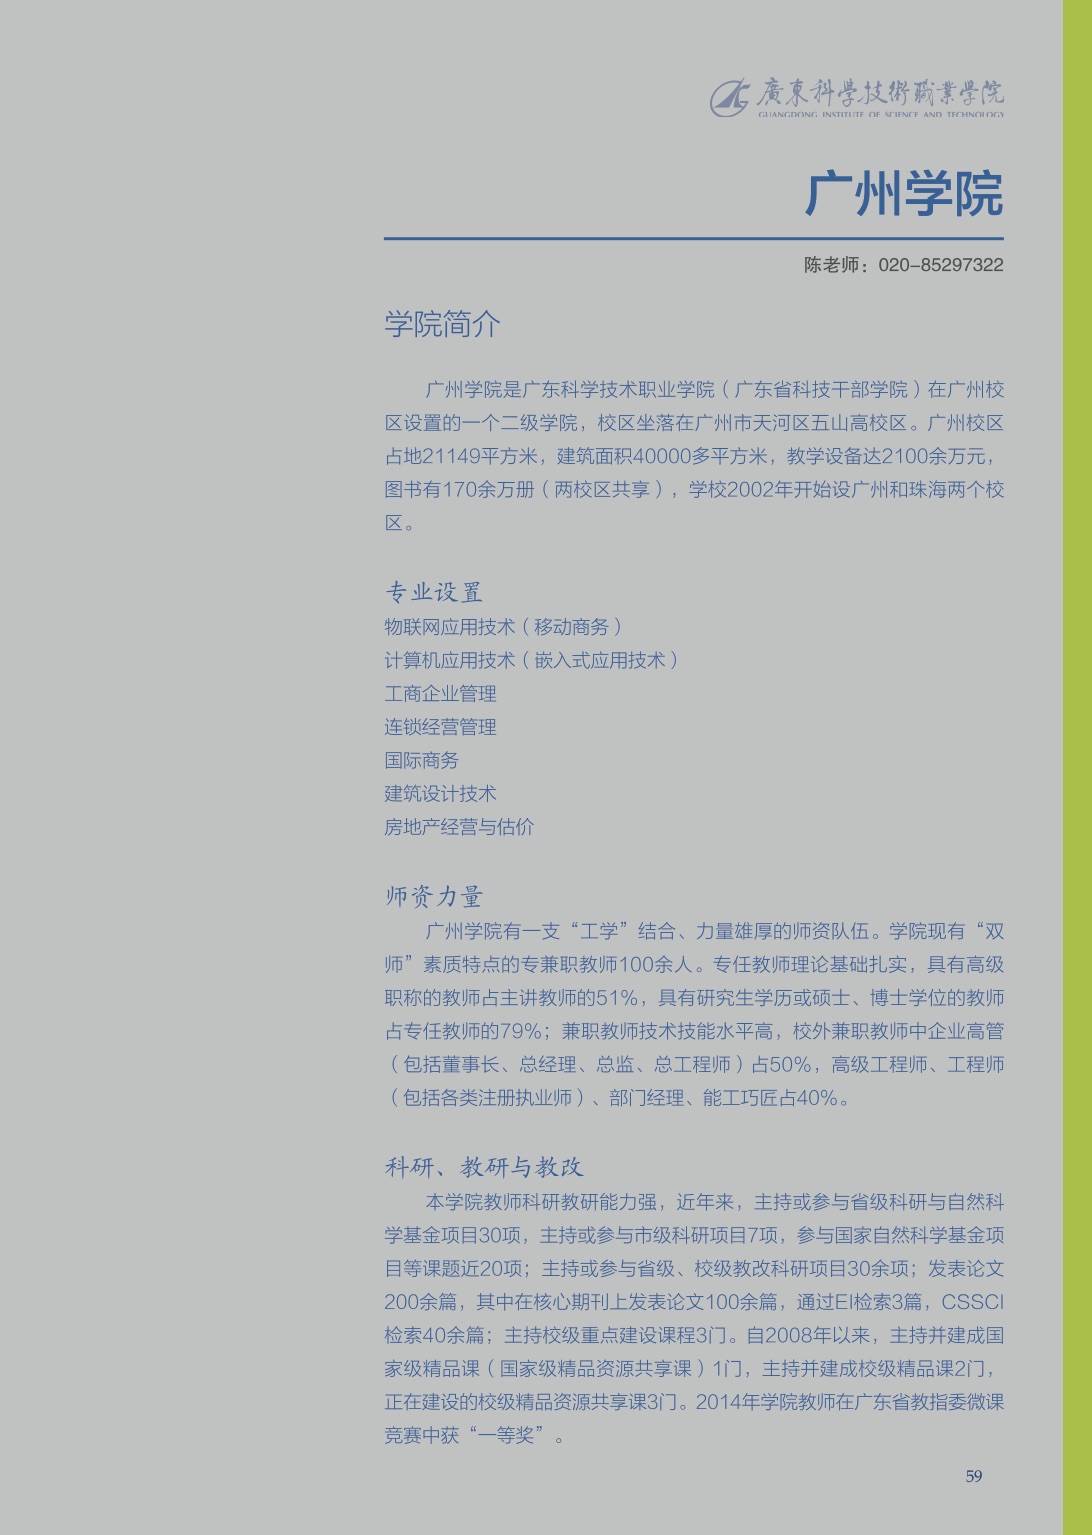 廣東科学技術職業學院
GUANGDONG INSTITUTE OF SCIENCE AND TECHNOLOGY
广州学院
陈老师：020-85297322
学院简介
广州学院是广东科学技术职业学院（广东省科技干部学院）在广州校
区设置的一个二级学院，校区坐落在广州市天河区五山高校区。广州校区
占地21149平方米，建筑面积40000多平方米，教学设备达2100余万元，
图书有170余万册（两校区共享），学校2002年开始设广州和珠海两个校
区。
专业设置
物联网应用技术（移动商务）
计算机应用技术（嵌入式应用技术）
工商企业管理
连锁经营管理
国际商务
建筑设计技术
房地产经营与估价
师资力量
广州学院有一支“工学”结合、力量雄厚的师资队伍。学院现有“双
师”素质特点的专兼职教师100余人。专任教师理论基础扎实，具有高级
职称的教师占主讲教师的51%，具有研究生学历或硕士、博士学位的教师
占专任教师的79%；兼职教师技术技能水平高，校外兼职教师中企业高管
（包括董事长、总经理、总监、总工程师）占50%，高级工程师、工程师
（包括各类注册执业师）、部门经理、能工巧匠占40%。
科研、教研与教改
本学院教师科研教研能力强，近年来，主持或参与省级科研与自然科
学基金项目30项，主持或参与市级科研项目7项，参与国家自然科学基金项
目等课题近20项；主持或参与省级、校级教改科研项目30余项；发表论文
200余篇，其中在核心期刊上发表论文100余篇，通过EI检索3篇，CSSCI
检索40余篇；主持校级重点建设课程3门。自2008年以来，主持并建成国
家级精品课（国家级精品资源共享课）1门，主持并建成校级精品课2门，
正在建设的校级精品资源共享课3门。2014年学院教师在广东省教指委微课
竞赛中获“一等奖”。
59